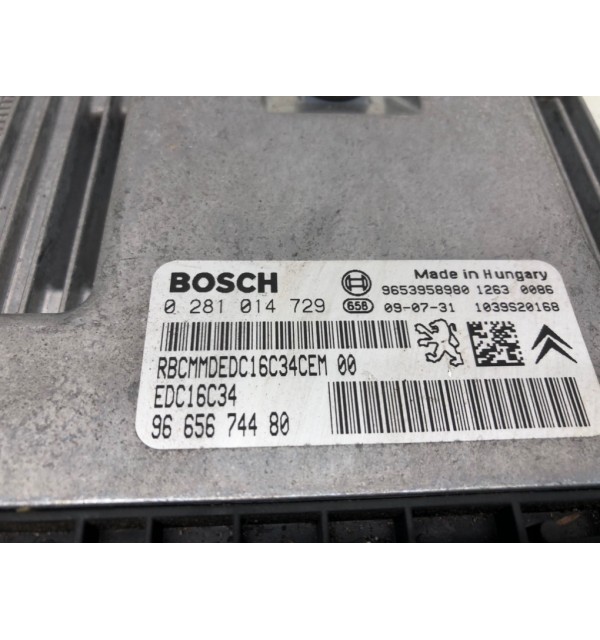 BOSCH
Made in Hungary
9653958980 1263 0086
0 281 014 729
656
09-07-31 1039S20168
RBCMMDEDC16C34CEM 00
EDC16C34
96 656 744 80